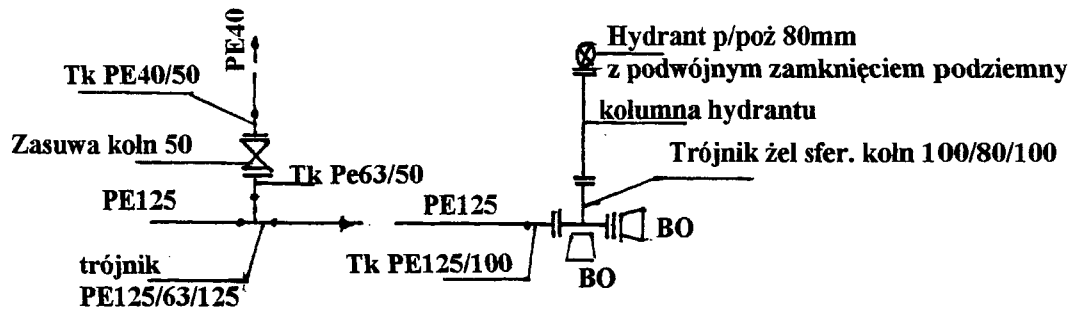 PE40
Tk PE40/50
Zasuwa kołn 50
Tk Pe63/50
PE125
trójnik
PE125/63/125
Hydrant p/poż 80mm
z podwójnym zamknięciem podziemny
kolumna hydrantu
Trójnik żel sfer. kołn 100/80/100
PE125
BO
Tk PE125/100
BO